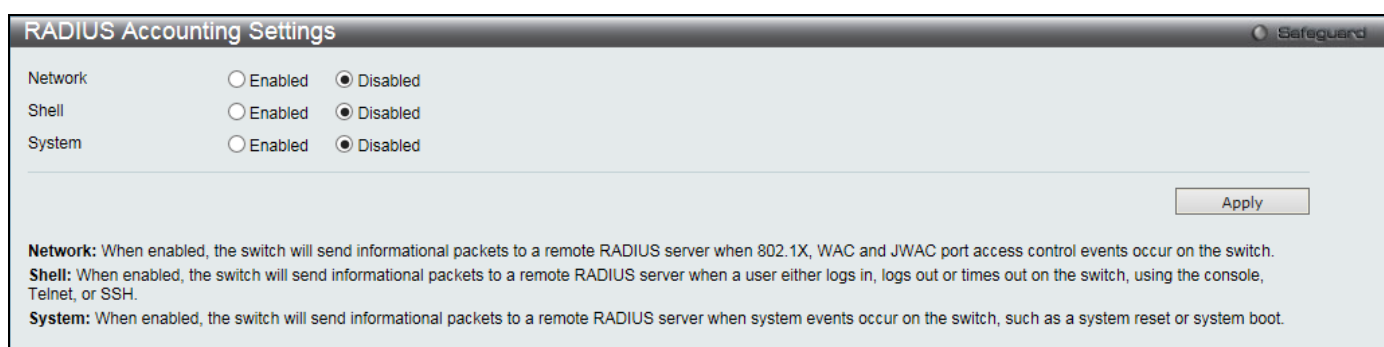 RADIUS Accounting Settings
Safeguard
Network Enabled Disabled
Shell Enabled Disabled
System Enabled Disabled
Apply
Network: When enabled, the switch will send informational packets to a remote RADIUS server when 802.1X, WAC and JWAC port access control events occur on the switch.
Shell: When enabled, the switch will send informational packets to a remote RADIUS server when a user either logs in, logs out or times out on the switch, using the console,
Telnet, or SSH.
System: When enabled, the switch will send informational packets to a remote RADIUS server when system events occur on the switch, such as a system reset or system boot.